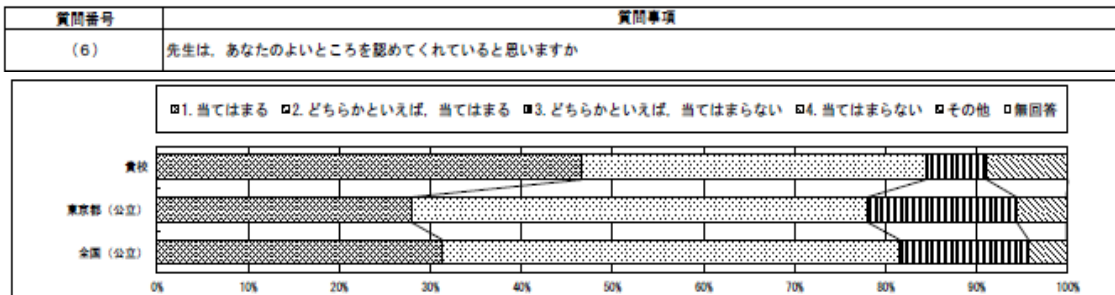 質問番号 質問事項
(6) 先生は，あなたのよいところを認めてくれていると思いますか
1.当てはまる 2.どちらかといえば，当てはまる 3.どちらかといえば，当てはまらない 4.当てはまらない その他 無回答
貴校
東京都（公立）
全国（公立）
0% 10% 20% 30% 40% 50% 60% 70% 80% 90% 100%